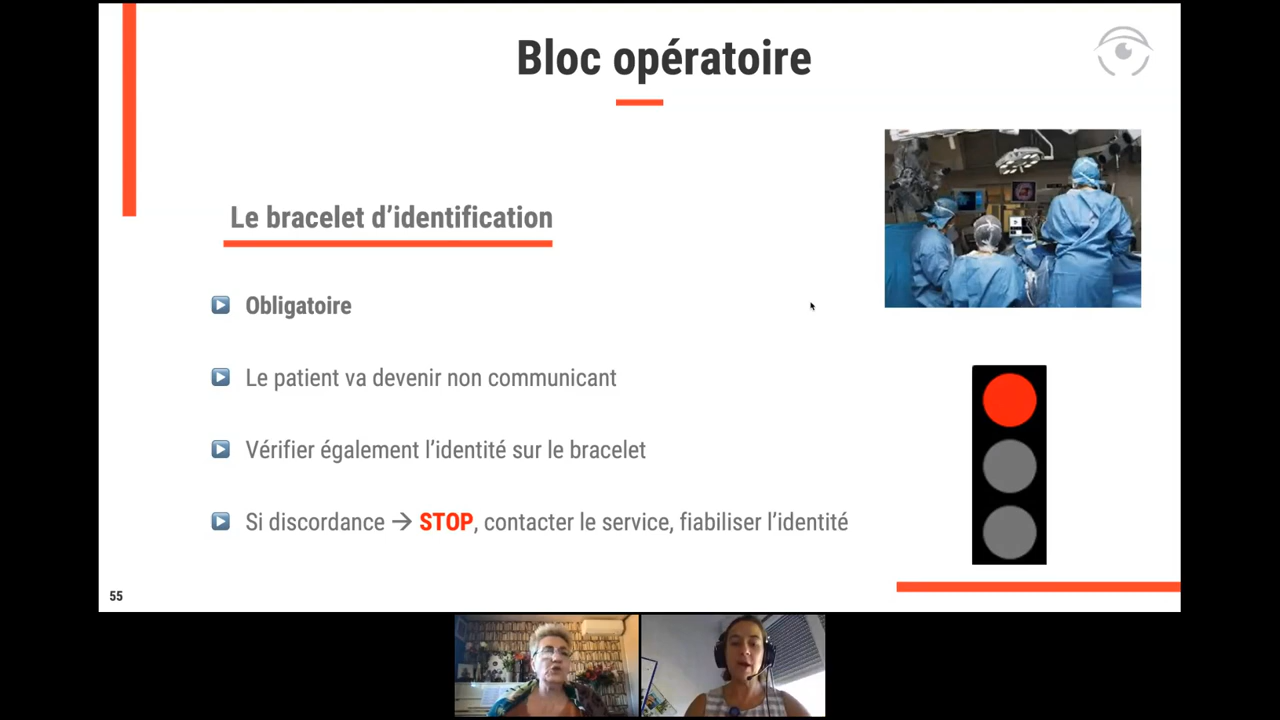 Bloc opératoire
Le bracelet d’identification
Obligatoire
Le patient va devenir non communicant
Vérifier également l’identité sur le bracelet
Si discordance → STOP, contacter le service, fiabiliser l’identité
55